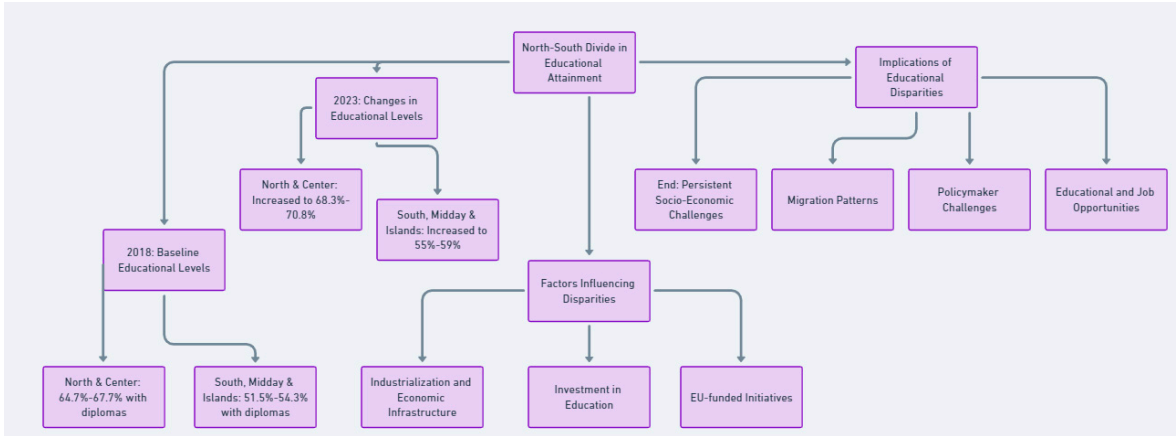 North-South Divide in
Educational
Attainment
Implications of
Educational
Disparities
2023: Changes in
Educational Levels
North & Center:
Increased to 68.3%-
70.8%
South, Midday &
Islands: Increased to
55%-59%
End: Persistent
Socio-Economic
Challenges
Migration Patterns
Policymaker
Challenges
Educational and Job
Opportunities
2018: Baseline
Educational Levels
Factors Influencing
Disparities
North & Center:
64.7%-67.7% with
diplomas
South, Midday &
Islands: 51.5%-54.3%
with diplomas
Industrialization and
Economic
Infrastructure
Investment in
Education
EU-funded Initiatives